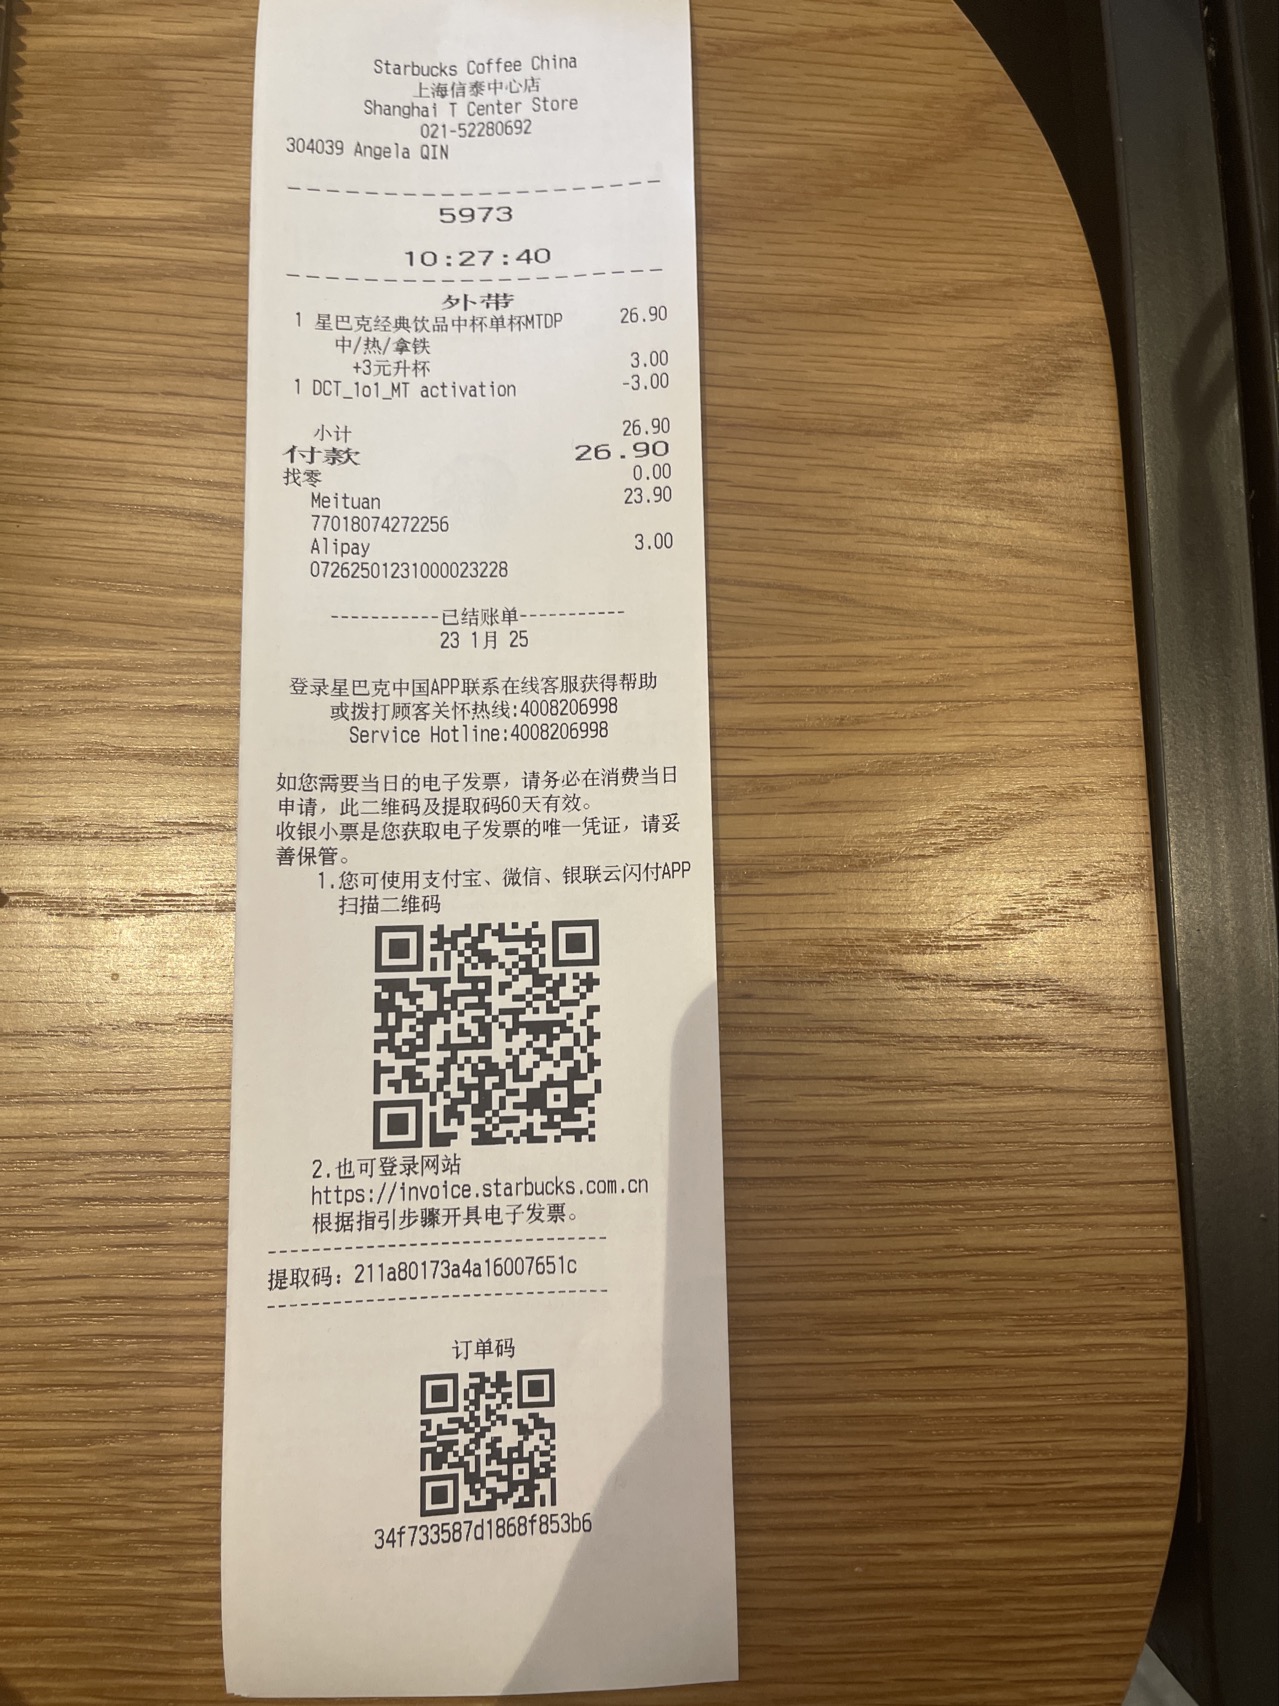 Starbucks Coffee China
上海信泰中心店
Shanghai T Center Store
021-52280692
304039 Angela QIN
5973
10:27:40
外带
1 星巴克经典饮品中杯单杯MTDP 26.90
中/热/拿铁
+3元升杯 3.00
1 DCT_1o1_MT activation -3.00
小计 26.90
付款 26.90
找零 0.00
Meituan 23.90
77018074272256
Alipay 3.00
07262501231000023228
-----------已结账单-----------
23 1月 25
登录星巴克中国APP联系在线客服获得帮助
或拨打顾客关怀热线:4008206998
Service Hotline:4008206998
如您需要当日的电子发票，请务必在消费当日
申请，此二维码及提取码60天有效。
收银小票是您获取电子发票的唯一凭证，请妥
善保管。
1.您可使用支付宝、微信、银联云闪付APP
扫描二维码
2.也可登录网站
https://invoice.starbucks.com.cn
根据指引步骤开具电子发票。
提取码：211a80173a4a16007651c
订单码
34f733587d1868f853b6